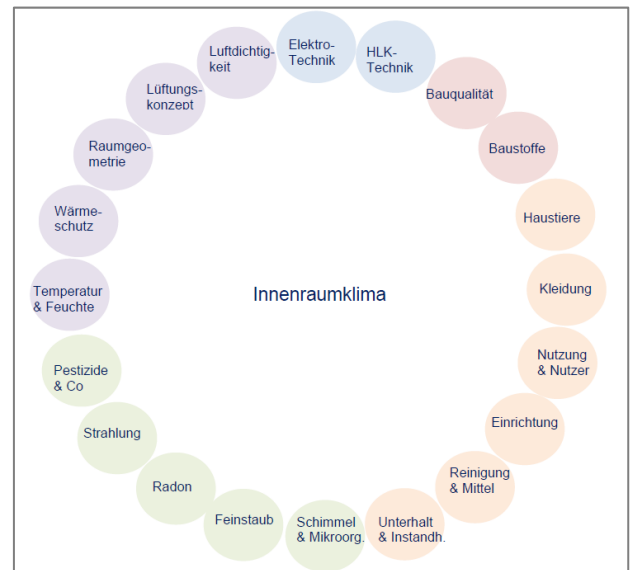 Elektro-
Technik
HLK-
Technik
Bauqualität
Baustoffe
Haustiere
Kleidung
Nutzung
& Nutzer
Einrichtung
Reinigung
& Mittel
Unterhalt
& Instandh.
Schimmel
& Mikroorg.
Feinstaub
Radon
Strahlung
Pestizide
& Co
Temperatur
& Feuchte
Wärme-
schutz
Raumgeo-
metrie
Lüftungs-
konzept
Luftdichtig-
keit
Innenraumklima